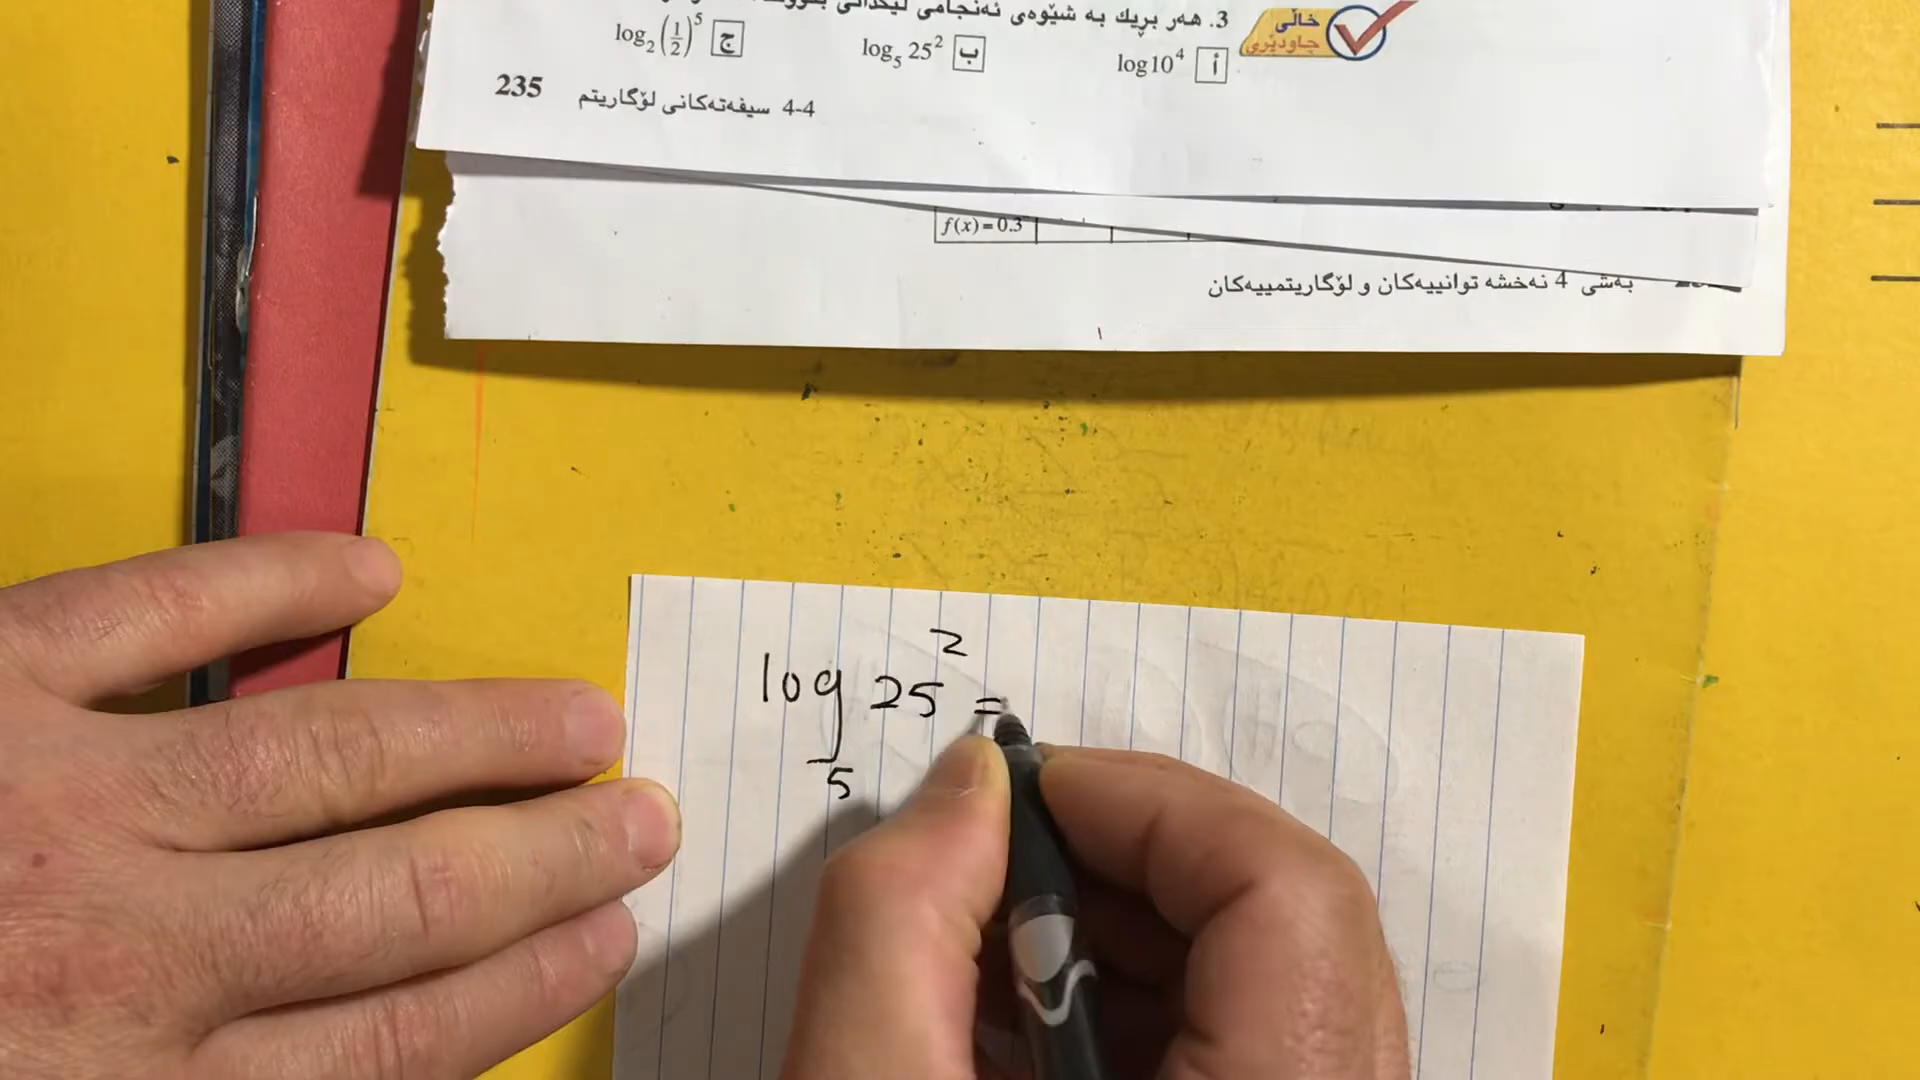 3. هەر بڕیك بە شێوەی ئەنجامی لێکدانی
خاڵی
چاودێری
أ log10⁴
ب log₅ 25²
ج log₂(1/2)⁵
4-4 سیفەتەکانی لۆگاریتم 235
f(x)=0.3
بەشی 4 نەخشە توانییەکان و لۆگاریتمییەکان
log₅ 25² =